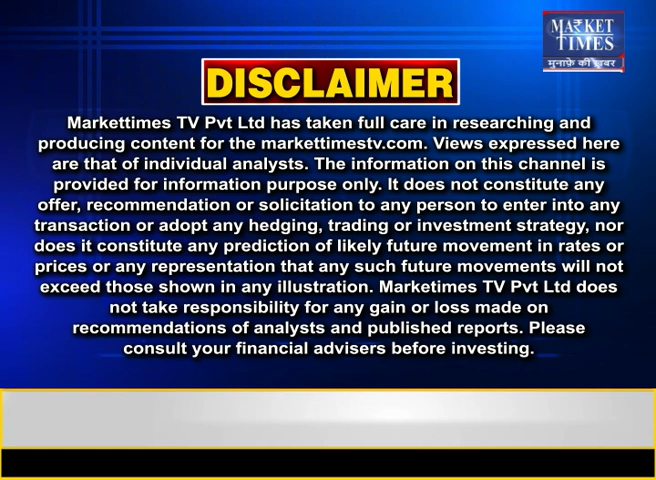 MA₹KET
TIMES
मुनाफ़े की ख़बर
DISCLAIMER
Markettimes TV Pvt Ltd has taken full care in researching and
producing content for the markettimestv.com. Views expressed here
are that of individual analysts. The information on this channel is
provided for information purpose only. It does not constitute any
offer, recommendation or solicitation to any person to enter into any
transaction or adopt any hedging, trading or investment strategy, nor
does it constitute any prediction of likely future movement in rates or
prices or any representation that any such future movements will not
exceed those shown in any illustration. Marketimes TV Pvt Ltd does
not take responsibility for any gain or loss made on
recommendations of analysts and published reports. Please
consult your financial advisers before investing.